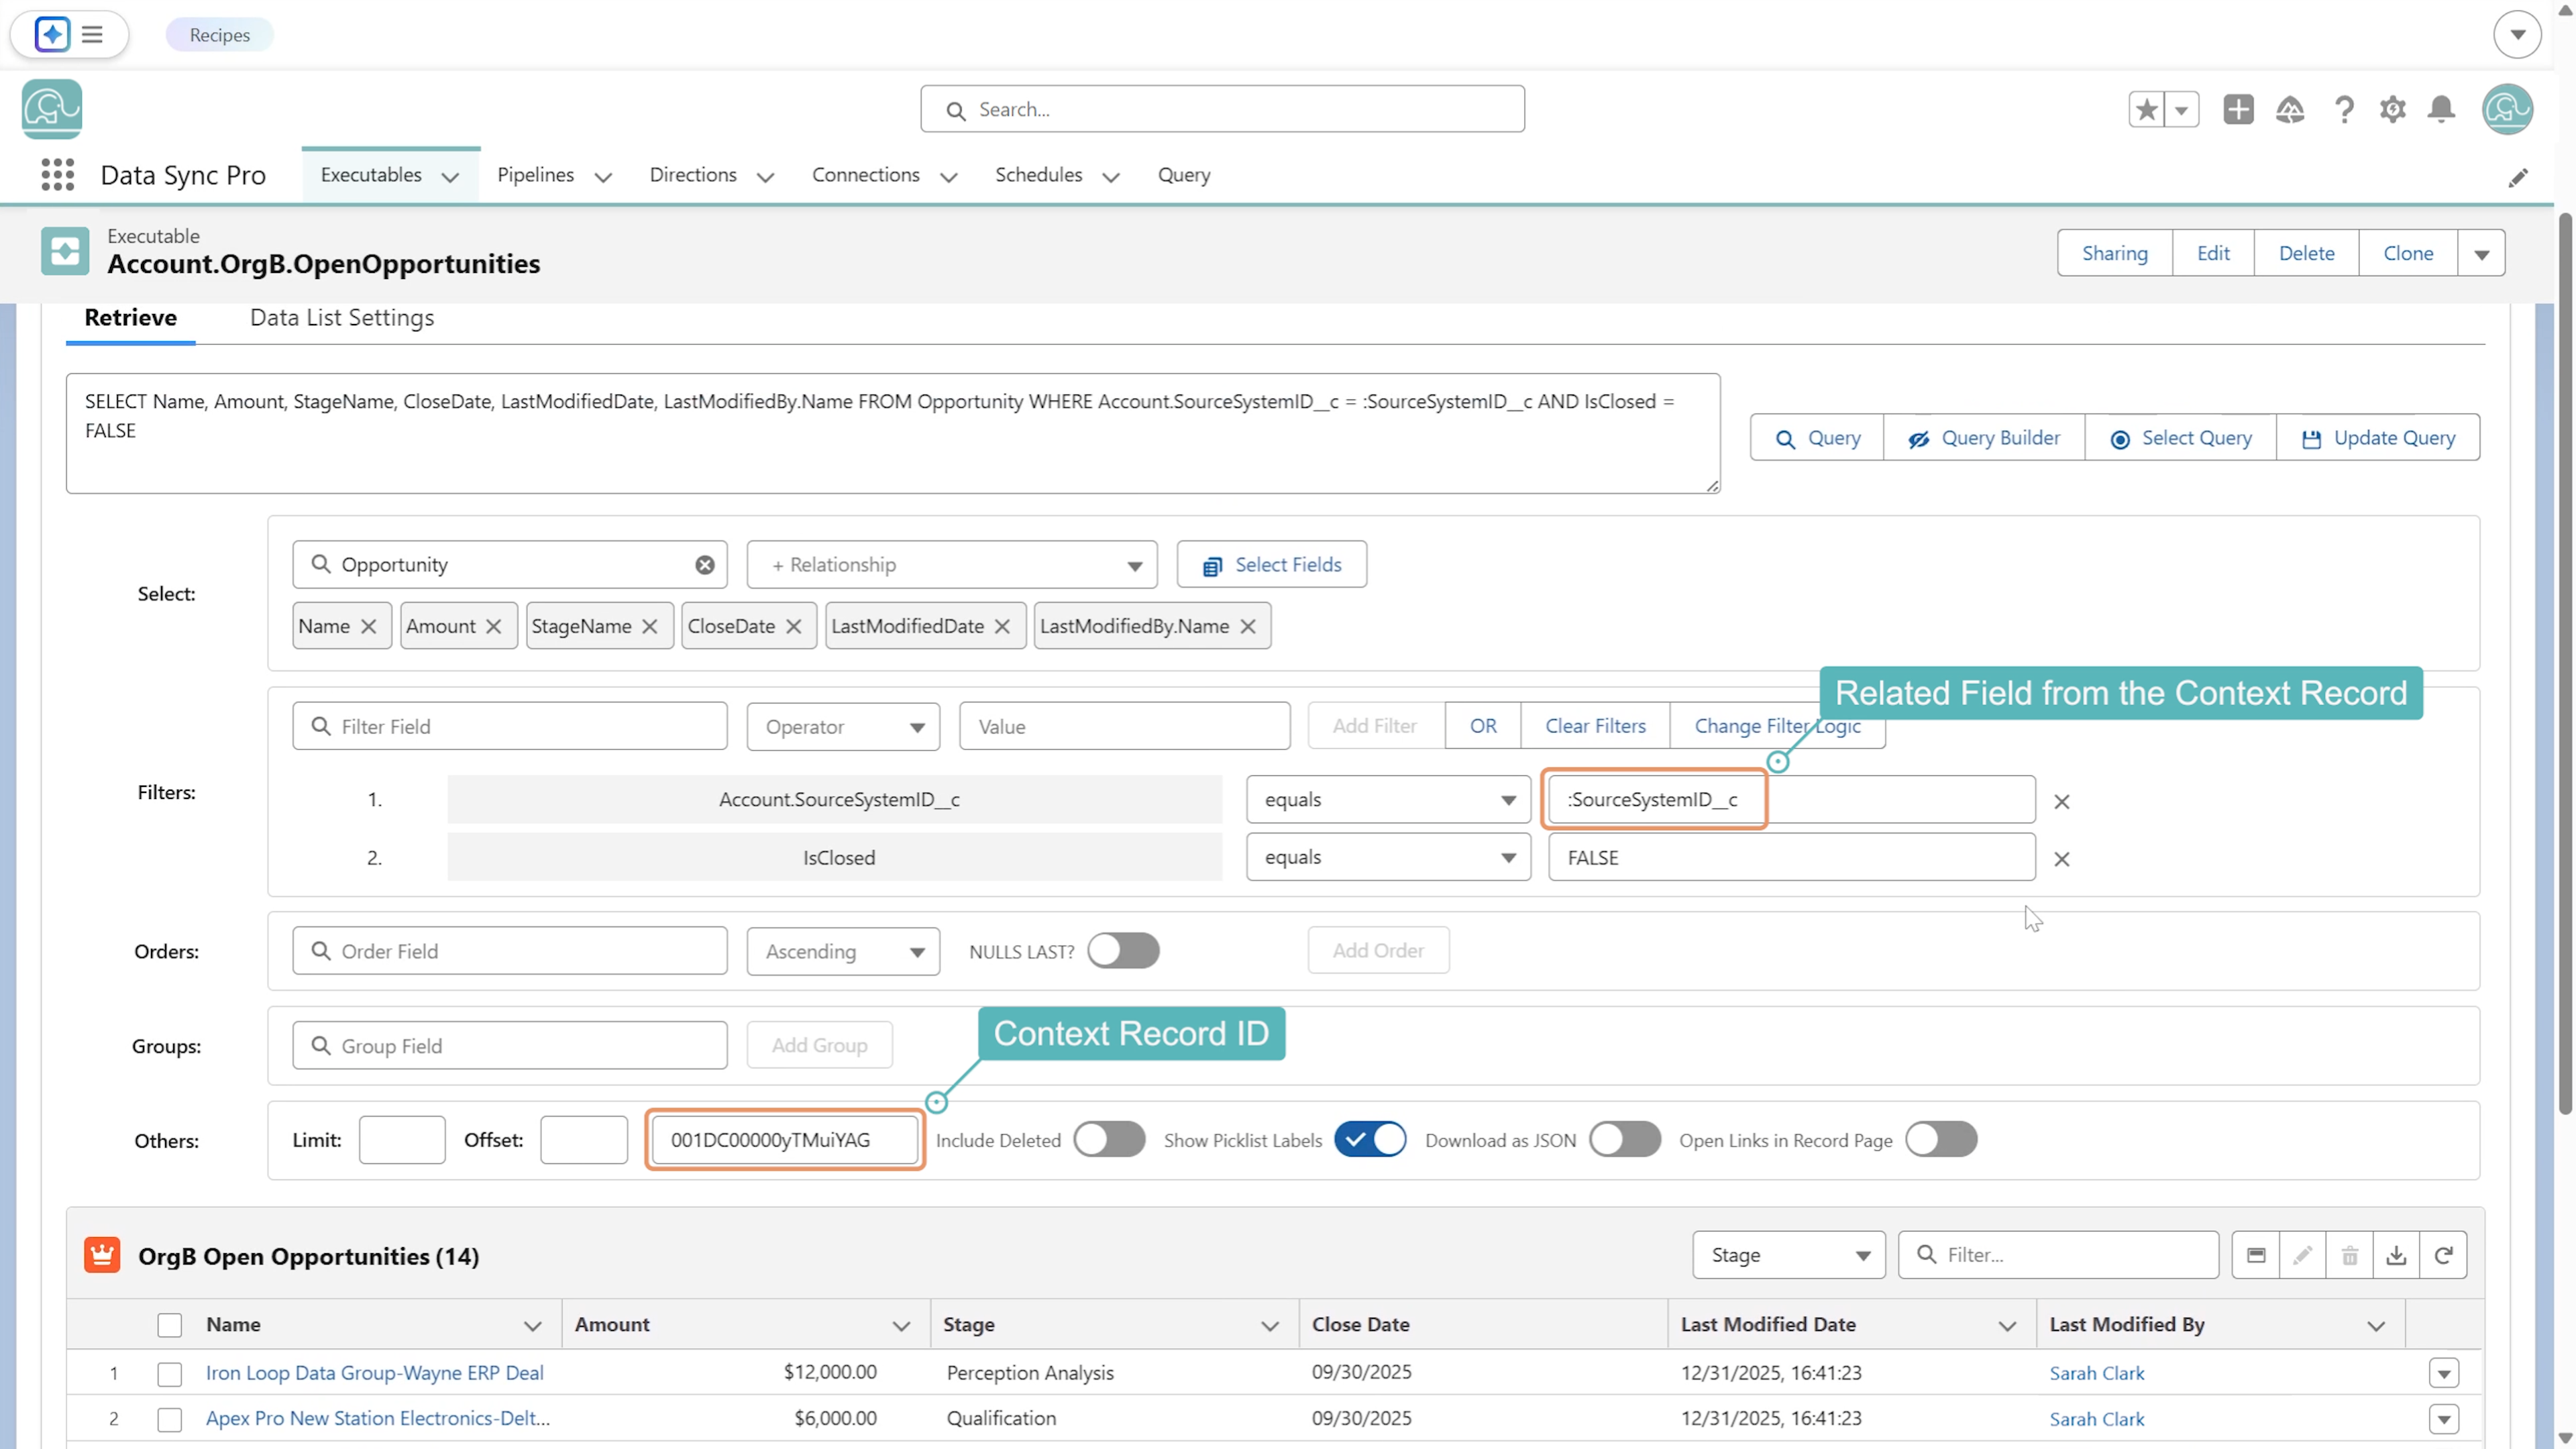 Recipes
Search...
Data Sync Pro
Executables
Pipelines
Directions
Connections
Schedules
Query
Executable
Account.OrgB.OpenOpportunities
Sharing
Edit
Delete
Clone
Retrieve
Data List Settings
SELECT Name, Amount, StageName, CloseDate, LastModifiedDate, LastModifiedBy.Name FROM Opportunity WHERE Account.SourceSystemID__c = :SourceSystemID__c AND IsClosed =
FALSE
Query
Query Builder
Select Query
Update Query
Select:
Opportunity
+ Relationship
Select Fields
Name
Amount
StageName
CloseDate
LastModifiedDate
LastModifiedBy.Name
Related Field from the Context Record
Filters:
Filter Field
Operator
Value
Add Filter
OR
Clear Filters
Change Filter Logic
1.
Account.SourceSystemID__c
equals
:SourceSystemID__c
2.
IsClosed
equals
FALSE
Orders:
Order Field
Ascending
NULLS LAST?
Add Order
Groups:
Group Field
Add Group
Context Record ID
Others:
Limit:
Offset:
001DC00000yTMuiYAG
Include Deleted
Show Picklist Labels
Download as JSON
Open Links in Record Page
OrgB Open Opportunities (14)
Stage
Filter...
Name
Amount
Stage
Close Date
Last Modified Date
Last Modified By
1
Iron Loop Data Group-Wayne ERP Deal
$12,000.00
Perception Analysis
09/30/2025
12/31/2025, 16:41:23
Sarah Clark
2
Apex Pro New Station Electronics-Delt...
$6,000.00
Qualification
09/30/2025
12/31/2025, 16:41:23
Sarah Clark